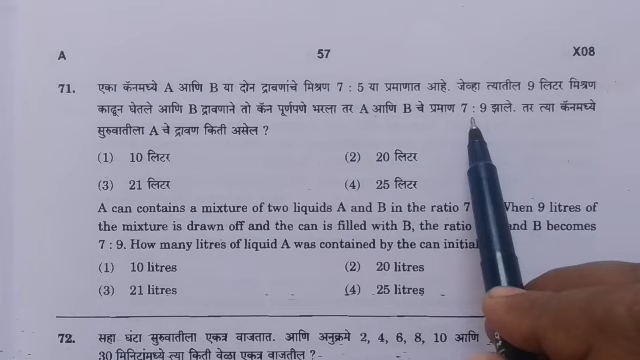 A 57 X08
71. एका कॅनमध्ये A आणि B या दोन द्रावणांचे मिश्रण 7 : 5 या प्रमाणात आहे. जेव्हा त्यातील 9 लिटर मिश्रण
काढून घेतले आणि B द्रावणाने तो कॅन पूर्णपणे भरला तर A आणि B चे प्रमाण 7 : 9 झाले. तर त्या कॅनमध्ये
सुरुवातीला A चे द्रावण किती असेल ?
(1) 10 लिटर (2) 20 लिटर
(3) 21 लिटर (4) 25 लिटर
A can contains a mixture of two liquids A and B in the ratio 7 When 9 litres of
the mixture is drawn off and the can is filled with B, the ratio and B becomes
7 : 9. How many litres of liquid A was contained by the can
(1) 10 litres (2) 20 litres
(3) 21 litres (4) 25 litres
72. सहा घंटा सुरुवातीला एकत्र वाजतात. आणि अनुक्रमे 2, 4, 6, 8, 10 आणि
30 मिनिटांमध्ये त्या किती वेळा एकत्र वाजतील ?